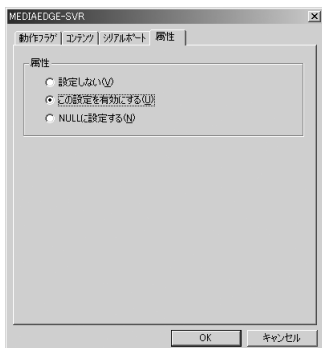 MEDIAEDGE-SVR
動作フラグ コンテンツ シリアルポート 属性
属性
設定しない(V)
この設定を有効にする(U)
NULLに設定する(N)
OK キャンセル